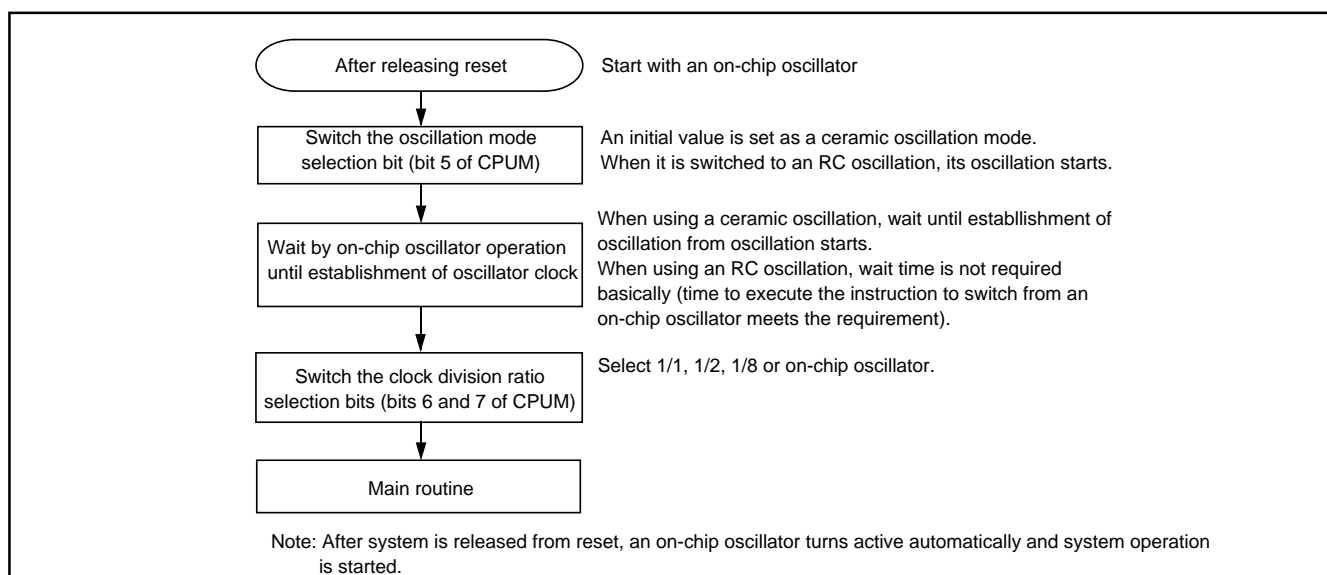 After releasing reset
Start with an on-chip oscillator
Switch the oscillation mode
selection bit (bit 5 of CPUM)
An initial value is set as a ceramic oscillation mode.
When it is switched to an RC oscillation, its oscillation starts.
Wait by on-chip oscillator operation
until establishment of oscillator clock
When using a ceramic oscillation, wait until establlishment of
oscillation from oscillation starts.
When using an RC oscillation, wait time is not required
basically (time to execute the instruction to switch from an
on-chip oscillator meets the requirement).
Switch the clock division ratio
selection bits (bits 6 and 7 of CPUM)
Select 1/1, 1/2, 1/8 or on-chip oscillator.
Main routine
Note: After system is released from reset, an on-chip oscillator turns active automatically and system operation
is started.